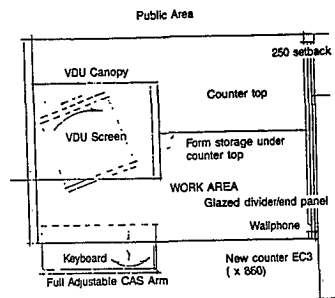 Public Area
250 setback
VDU Canopy
Counter top
VDU Screen
Form storage under
counter top
WORK AREA
Glazed divider/end panel
Wallphone
Keyboard
New counter EC3
( x 860)
Full Adjustable CAS Arm